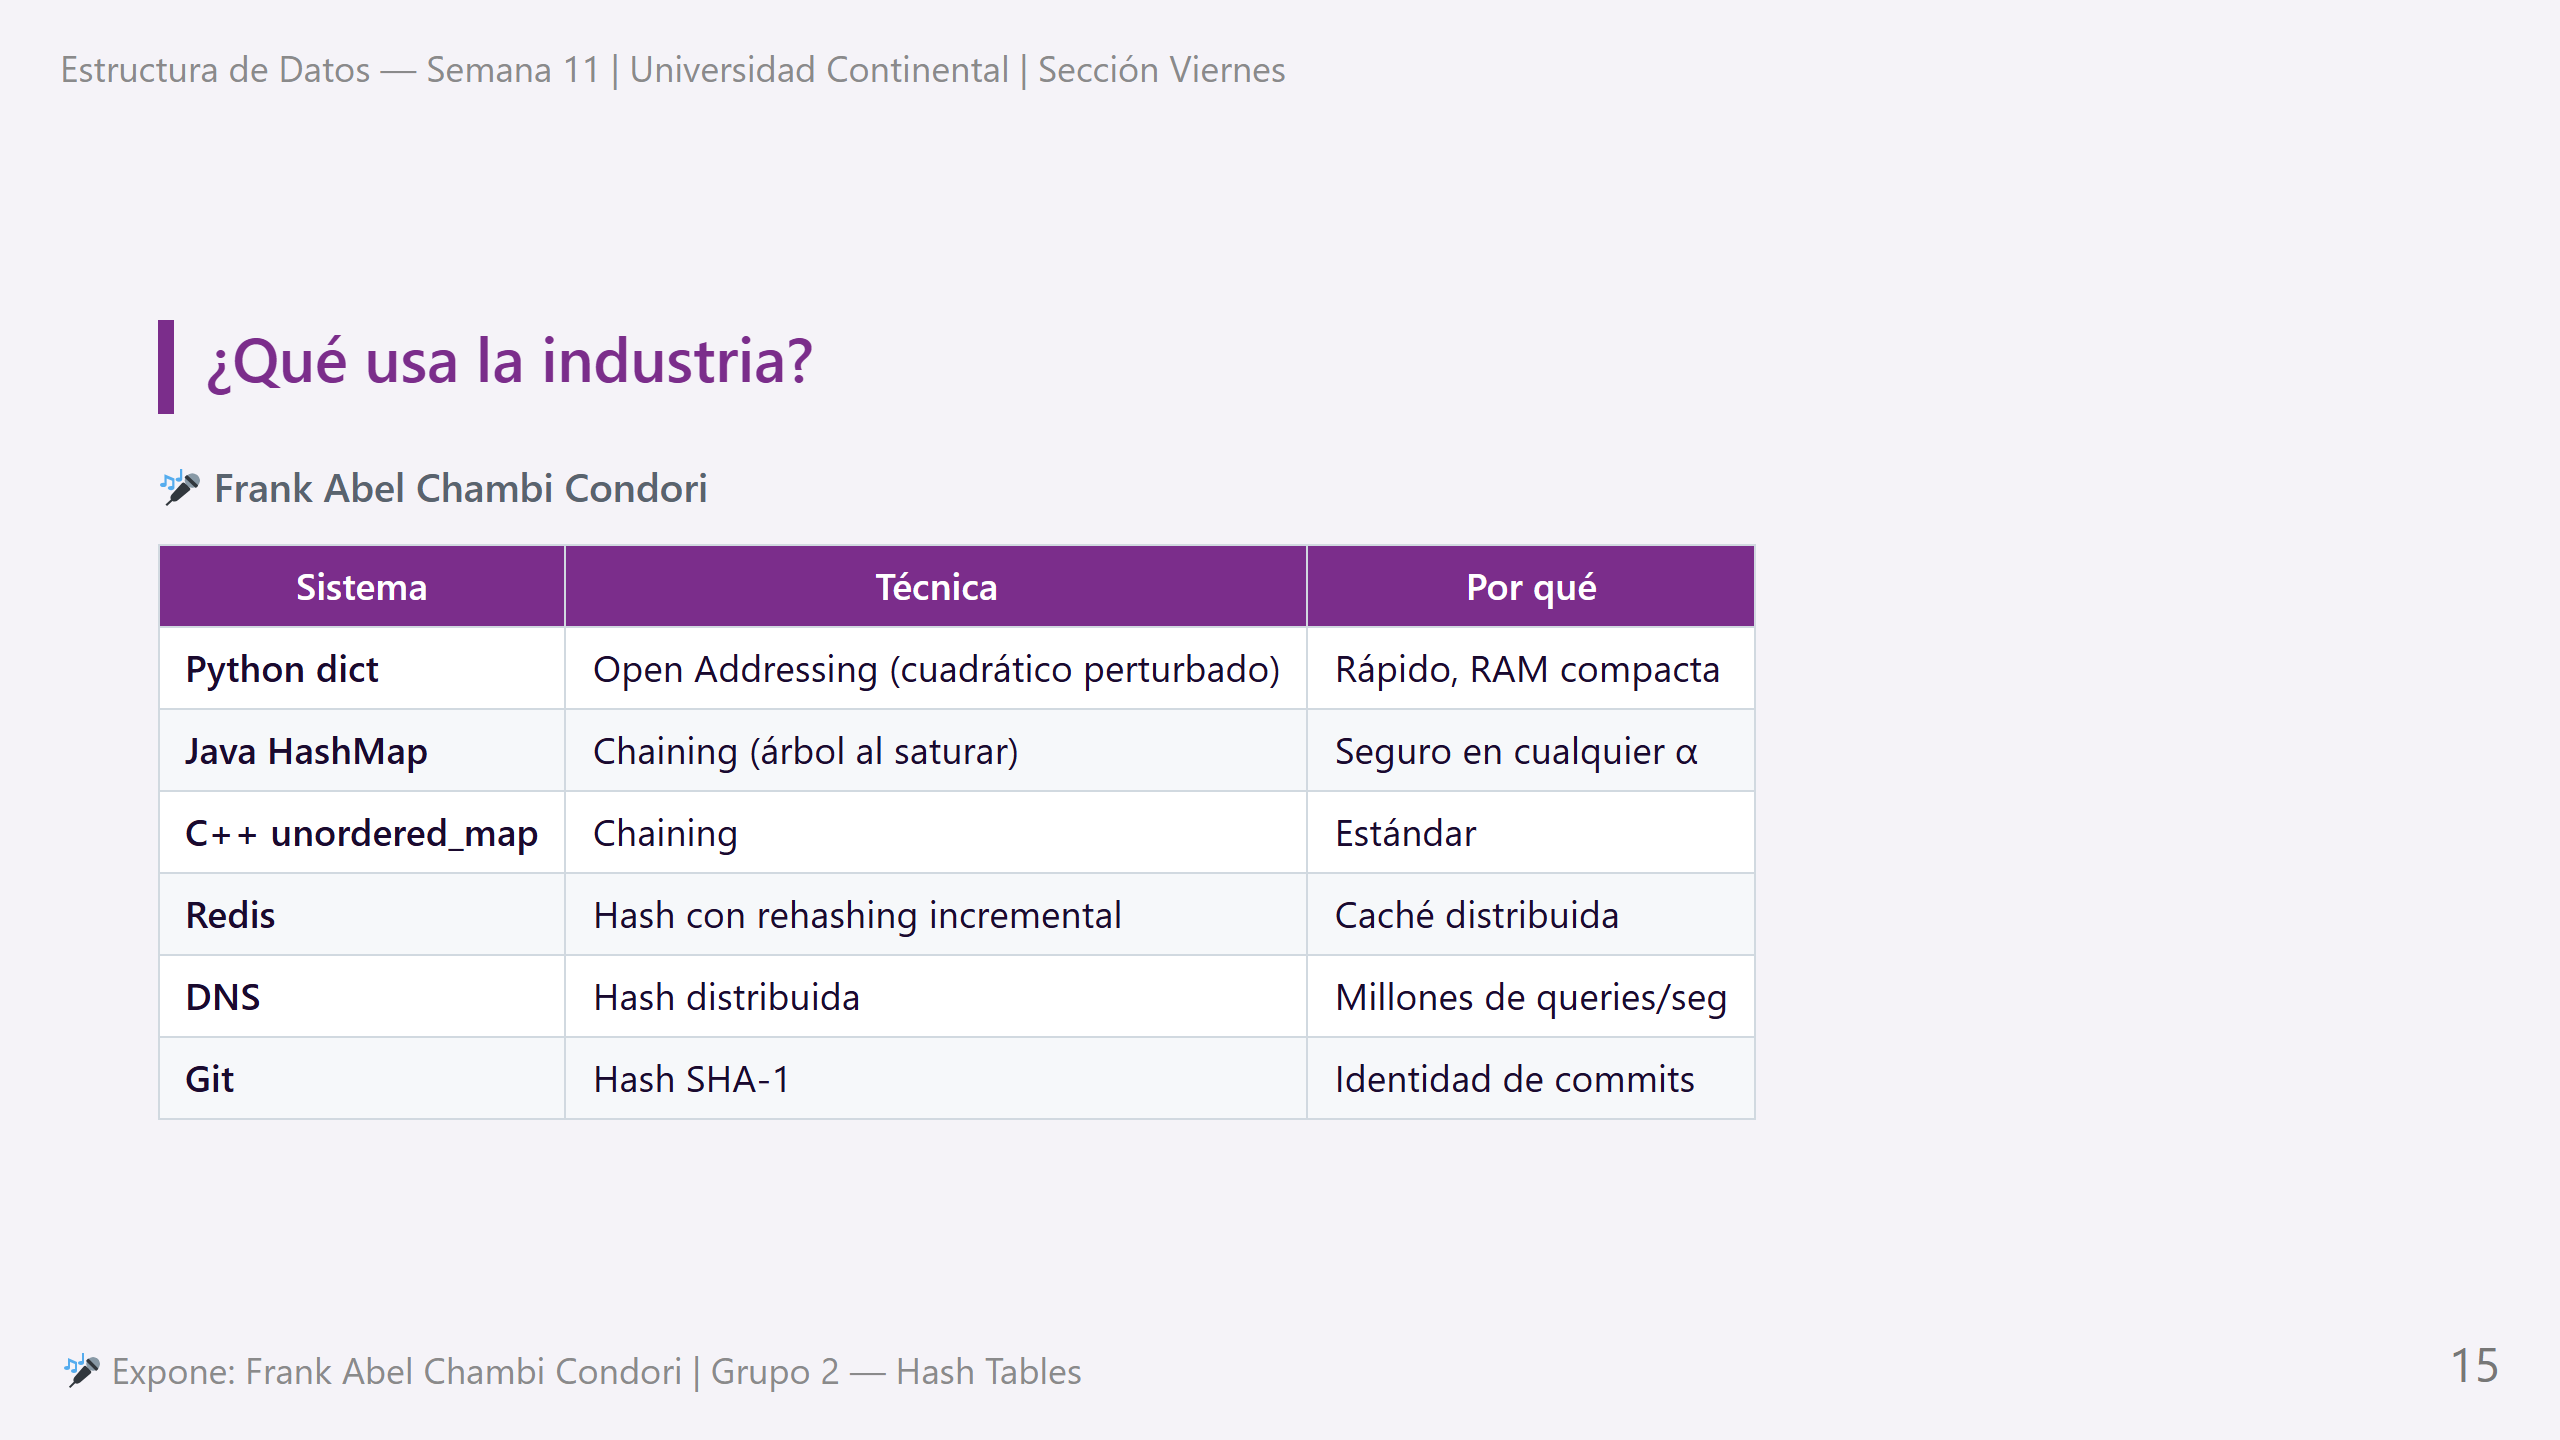 Estructura de Datos — Semana 11 | Universidad Continental | Sección Viernes
¿Qué usa la industria?
🎤 Frank Abel Chambi Condori
Sistema Técnica Por qué
Python dict Open Addressing (cuadrático perturbado) Rápido, RAM compacta
Java HashMap Chaining (árbol al saturar) Seguro en cualquier α
C++ unordered_map Chaining Estándar
Redis Hash con rehashing incremental Caché distribuida
DNS Hash distribuida Millones de queries/seg
Git Hash SHA-1 Identidad de commits
🎤 Expone: Frank Abel Chambi Condori | Grupo 2 — Hash Tables
15